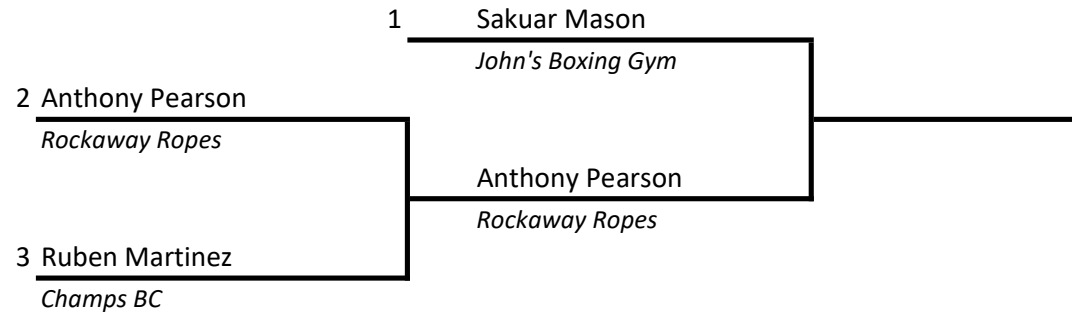 1 Sakuar Mason
John's Boxing Gym
2 Anthony Pearson
Rockaway Ropes
Anthony Pearson
Rockaway Ropes
3 Ruben Martinez
Champs BC